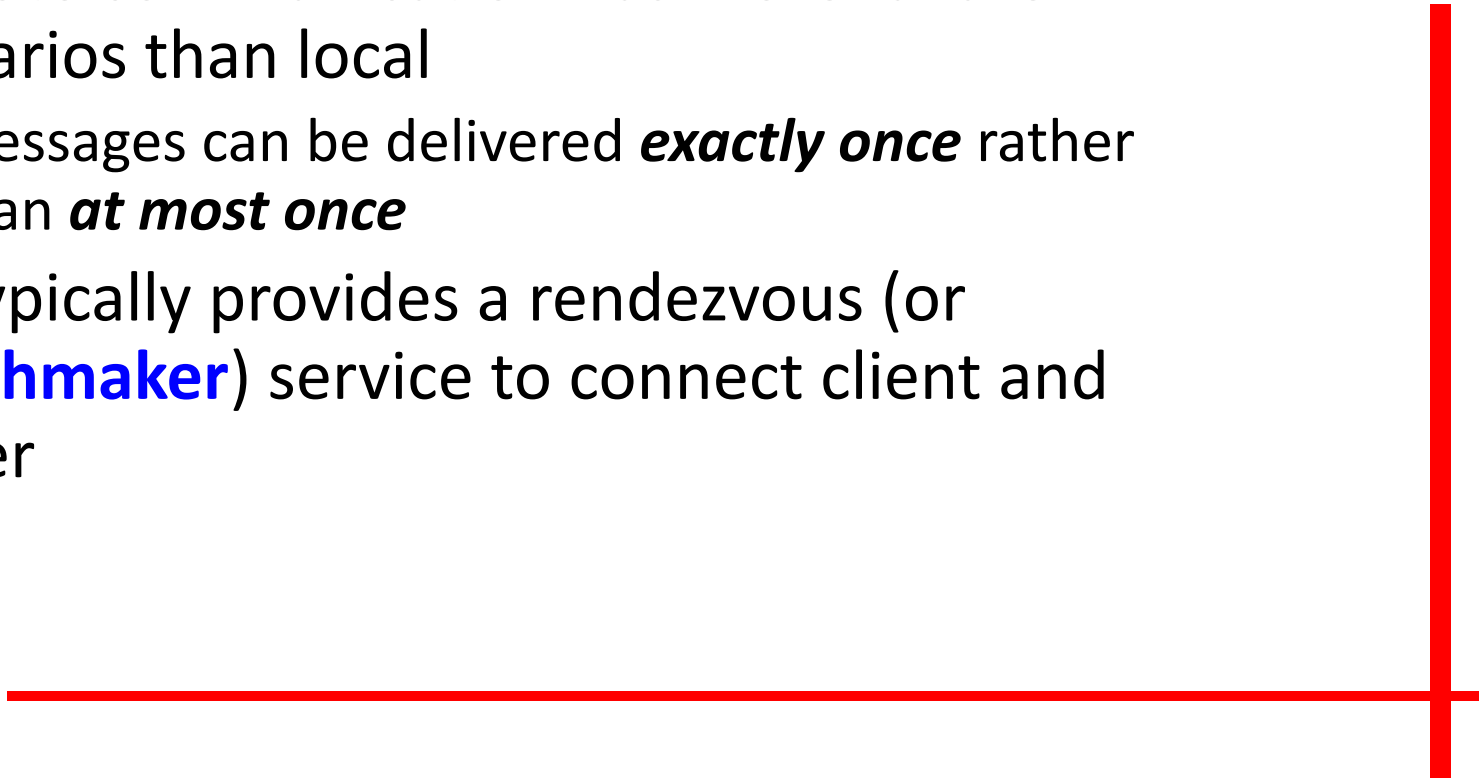 arios than local
essages can be delivered exactly once rather
an at most once
ypically provides a rendezvous (or
hmaker) service to connect client and
er